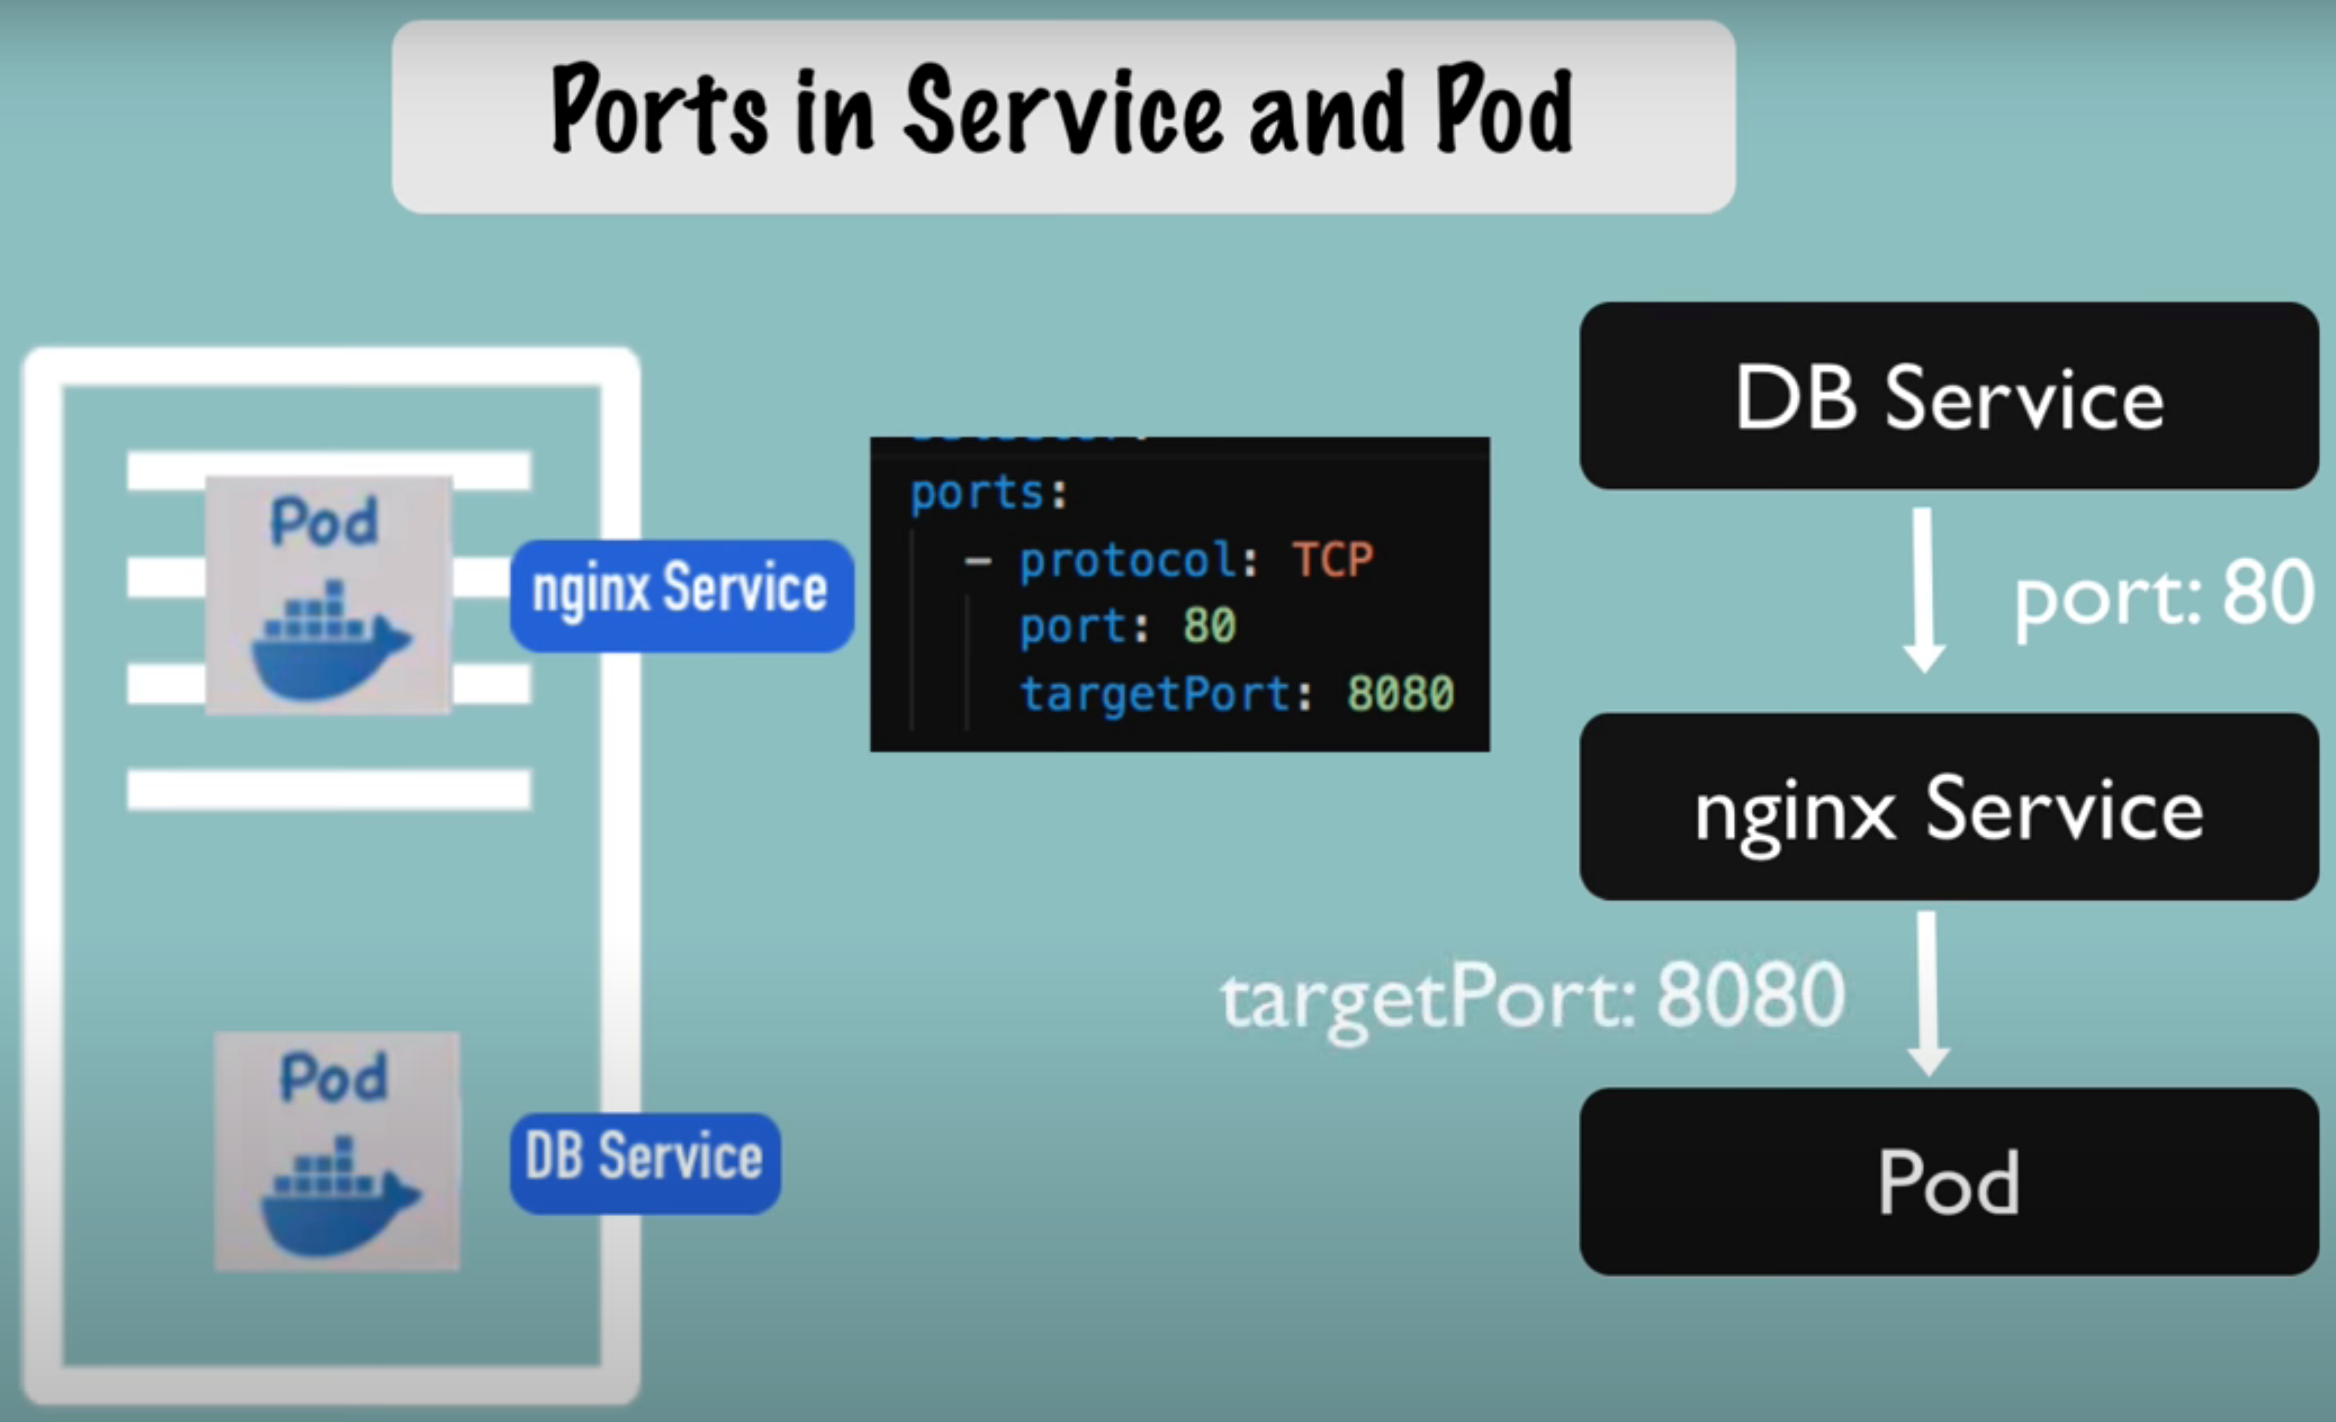 Ports in Service and Pod
Pod
nginx Service
ports:
- protocol: TCP
port: 80
targetPort: 8080
Pod
DB Service
DB Service
port: 80
nginx Service
targetPort: 8080
Pod